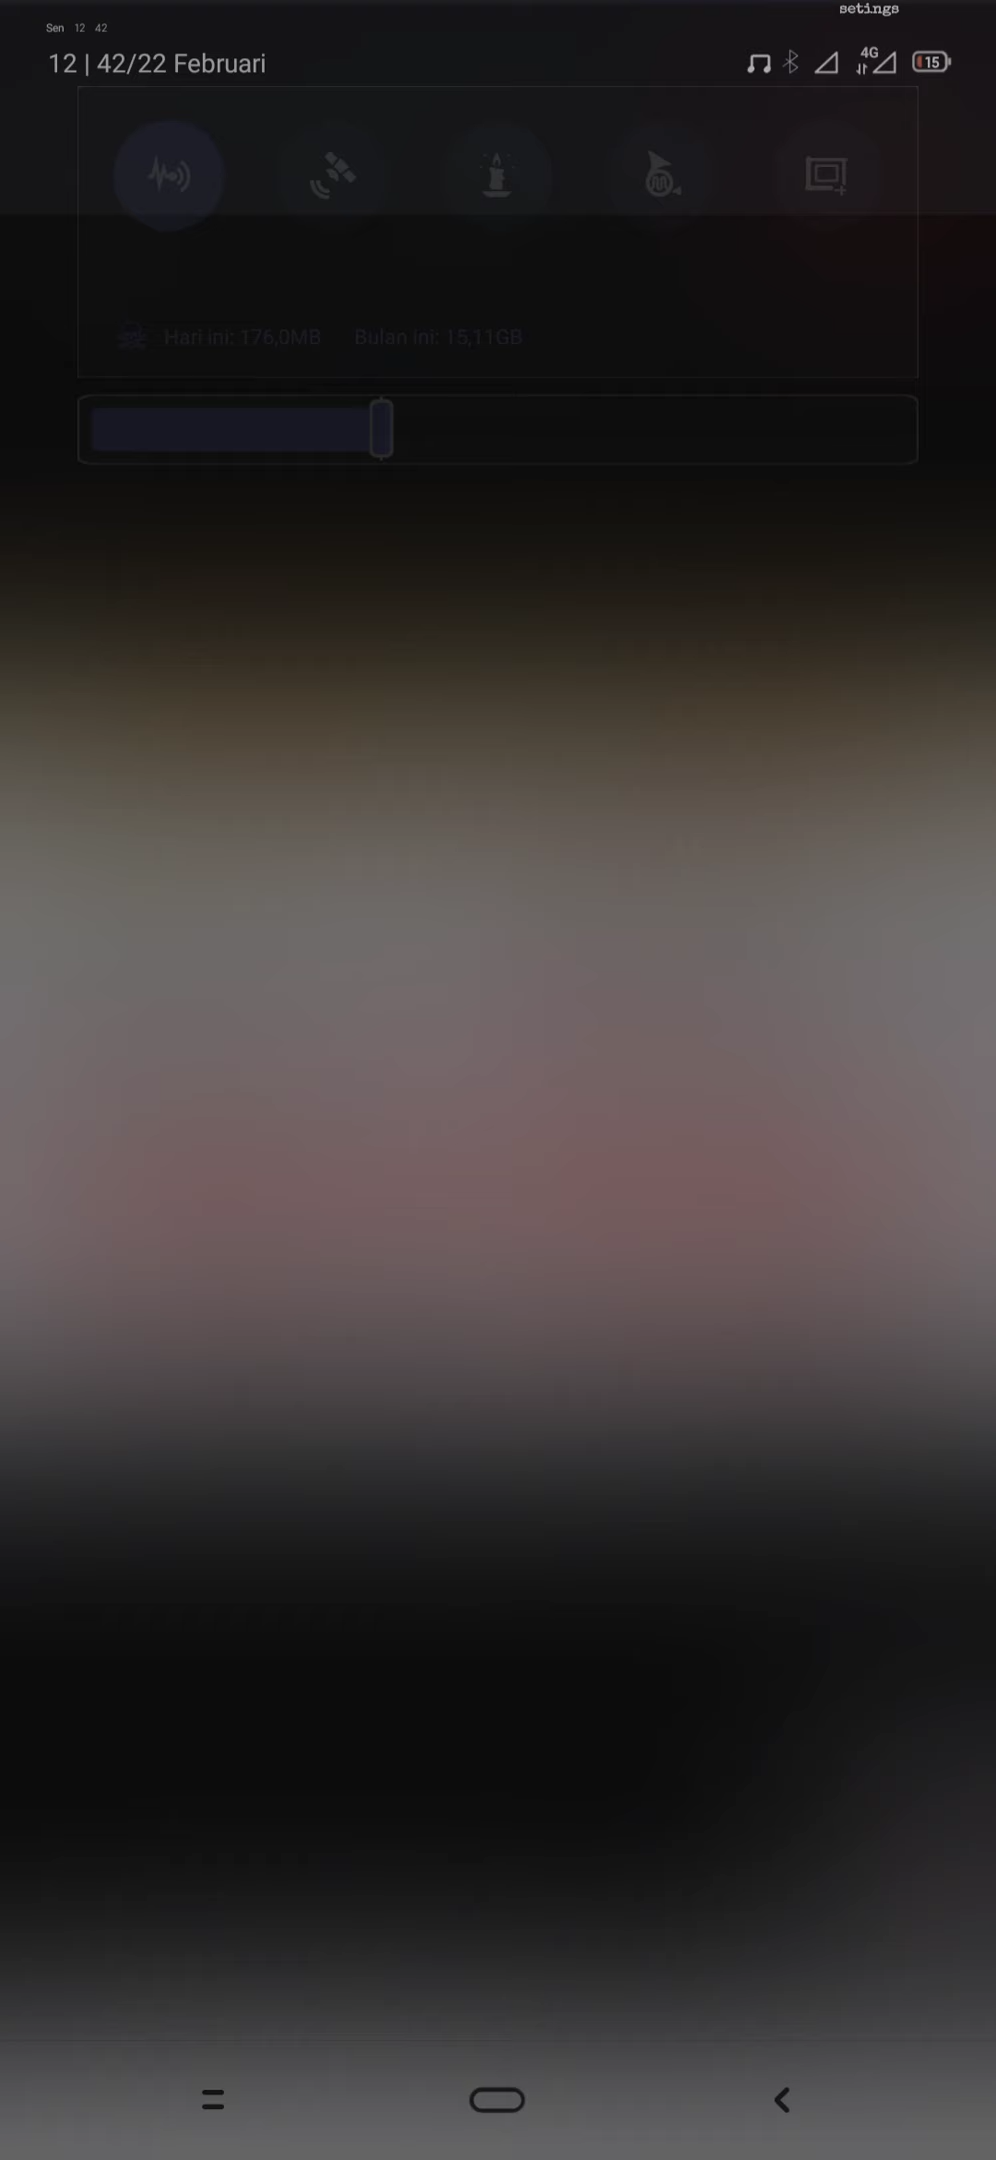 setings
Sen 12 42
12 | 42/22 Februari
4G
15
Hari ini: 176,0MB Bulan ini: 15,11GB